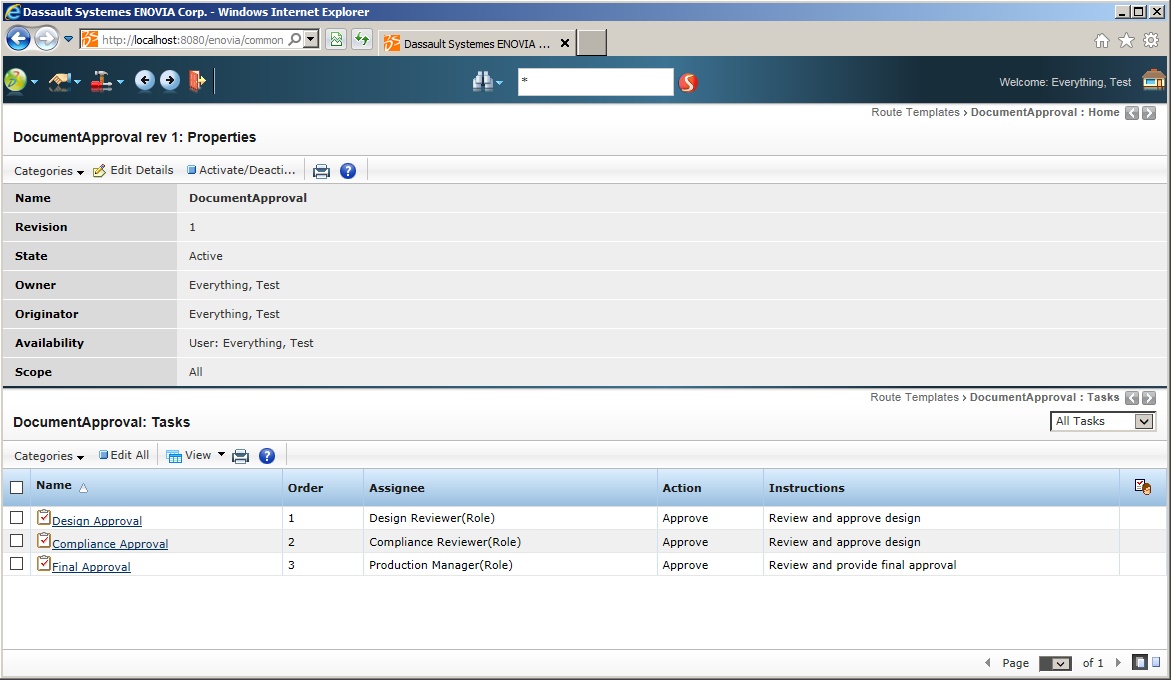 Dassault Systemes ENOVIA Corp. - Windows Internet Explorer
http://localhost:8080/enovia/common
Dassault Systemes ENOVIA ...
*
Welcome: Everything, Test
Route Templates › DocumentApproval : Home
DocumentApproval rev 1: Properties
Categories Edit Details Activate/Deacti...
Name DocumentApproval
Revision 1
State Active
Owner Everything, Test
Originator Everything, Test
Availability User: Everything, Test
Scope All
Route Templates › DocumentApproval : Tasks
DocumentApproval: Tasks
All Tasks
Categories Edit All View
Name Order Assignee Action Instructions
Design Approval 1 Design Reviewer(Role) Approve Review and approve design
Compliance Approval 2 Compliance Reviewer(Role) Approve Review and approve design
Final Approval 3 Production Manager(Role) Approve Review and provide final approval
Page of 1